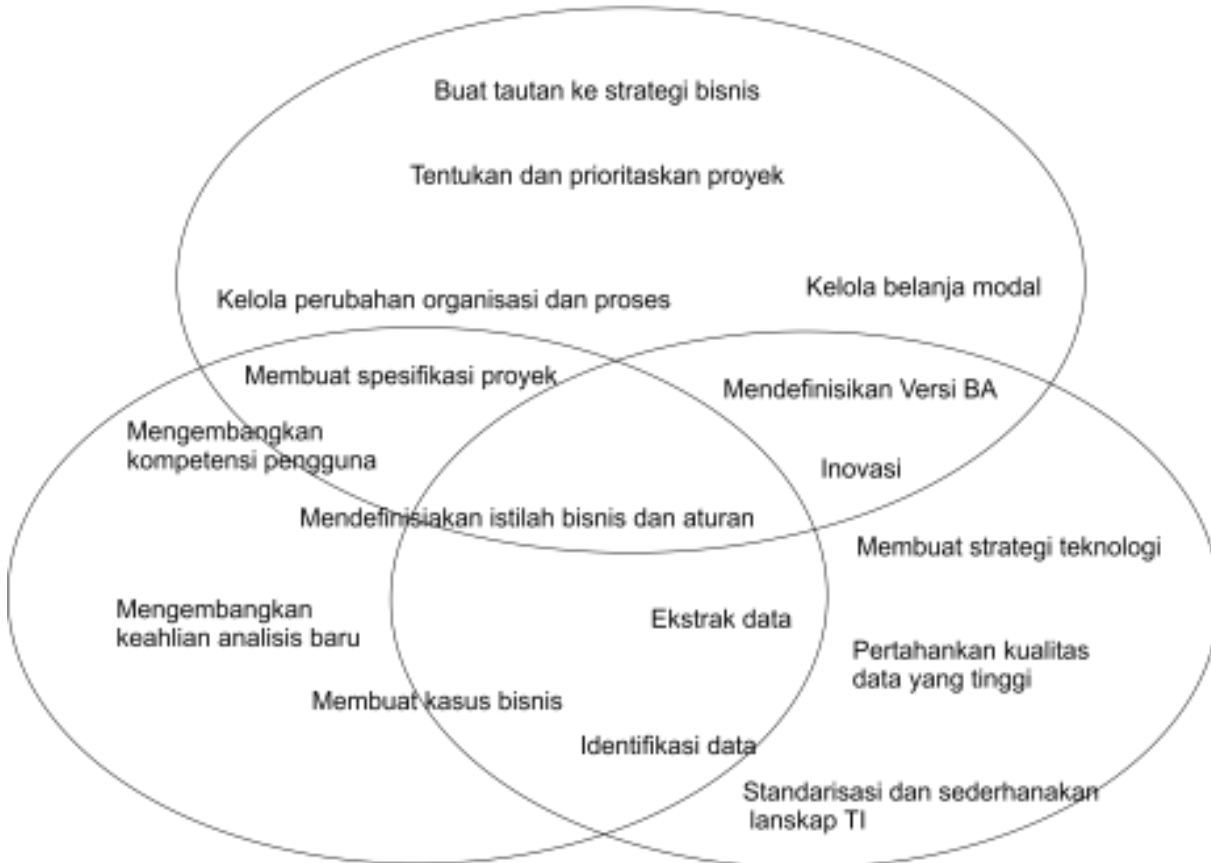 Buat tautan ke strategi bisnis
Tentukan dan prioritaskan proyek
Kelola belanja modal
Kelola perubahan organisasi dan proses
Membuat spesifikasi proyek
Mendefinisikan Versi BA
Mengembangkan
kompetensi pengguna
Inovasi
Mendefinisiakan istilah bisnis dan aturan
Membuat strategi teknologi
Mengembangkan
keahlian analisis baru
Ekstrak data
Pertahankan kualitas
data yang tinggi
Membuat kasus bisnis
Identifikasi data
Standarisasi dan sederhanakan
lanskap TI